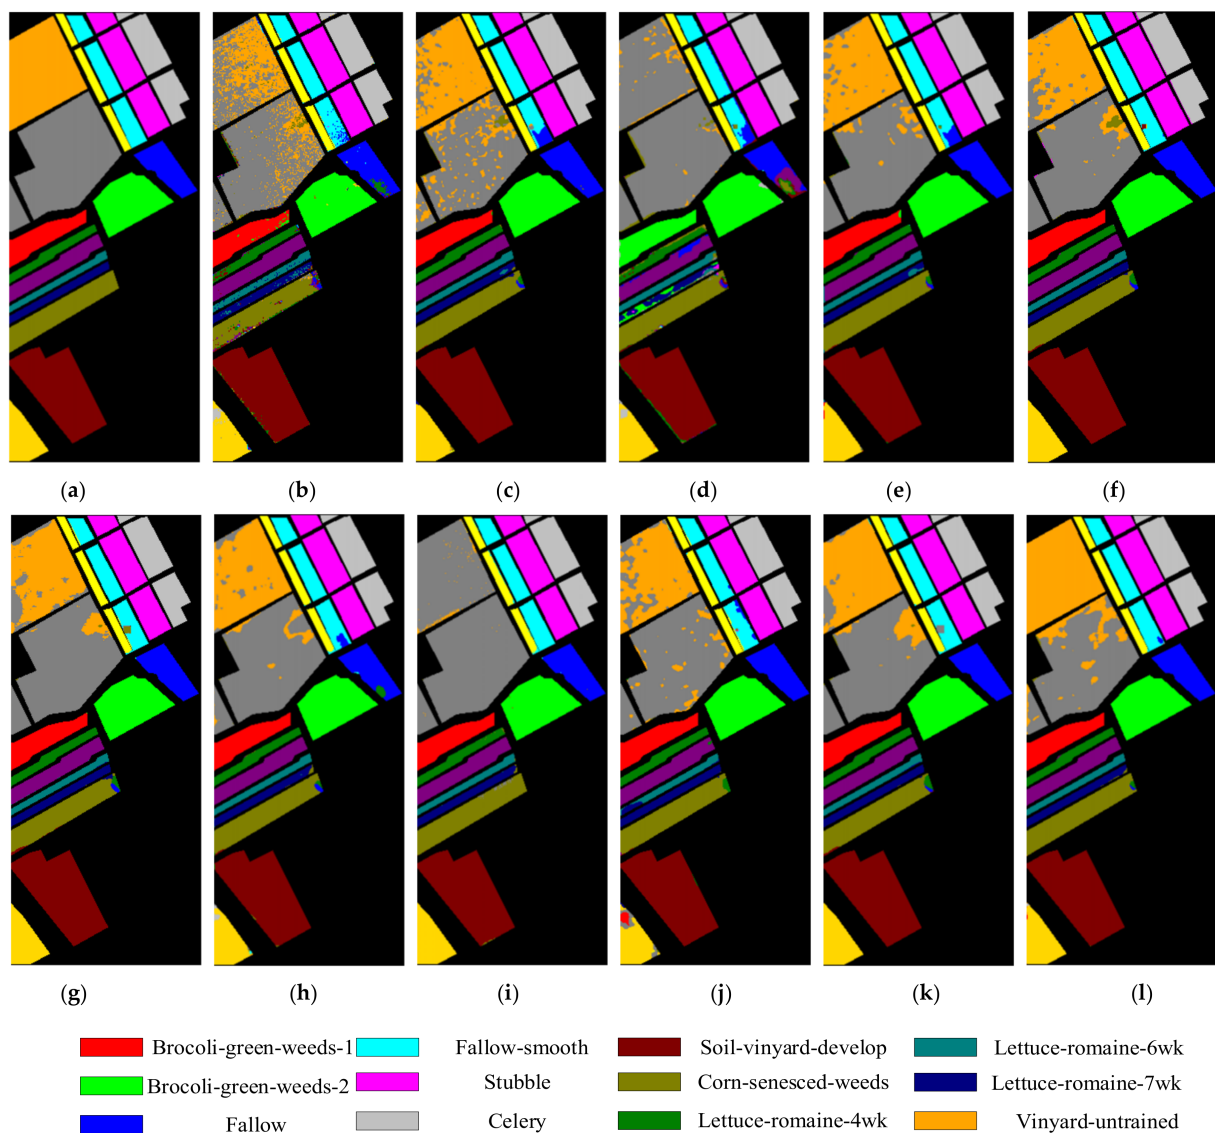 (a) (b) (c) (d) (e) (f)
(g) (h) (i) (j) (k) (l)
Brocoli-green-weeds-1 Fallow-smooth Soil-vinyard-develop Lettuce-romaine-6wk
Brocoli-green-weeds-2 Stubble Corn-senesced-weeds Lettuce-romaine-7wk
Fallow Celery Lettuce-romaine-4wk Vinyard-untrained